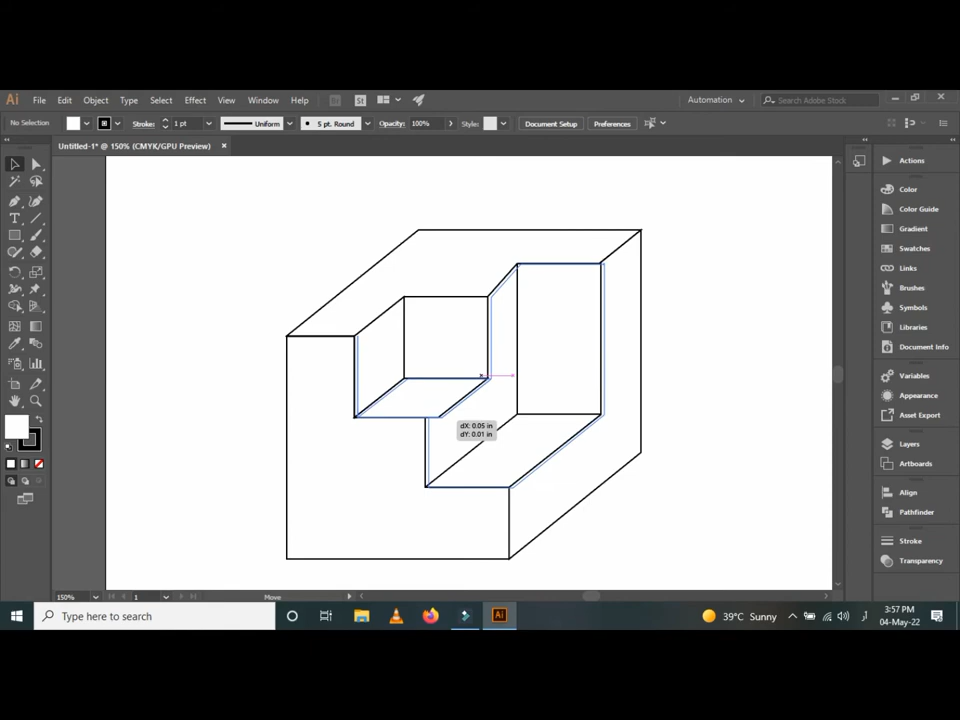 Ai File Edit Object Type Select Effect View Window Help Br St Automation Search Adobe Stock
No Selection Stroke: 1 pt Uniform 5 pt. Round Opacity: 100% Style: Document Setup Preferences
Untitled-1* @ 150% (CMYK/GPU Preview)
Actions
Color
Color Guide
Gradient
Swatches
Links
Brushes
Symbols
Libraries
Document Info
Variables
Appearance
Asset Export
Layers
Artboards
Align
Pathfinder
Stroke
Transparency
dX: 0.05 in
dY: 0.01 in
150% 1 Move
Type here to search Ai 39°C Sunny 3:57 PM
04-May-22